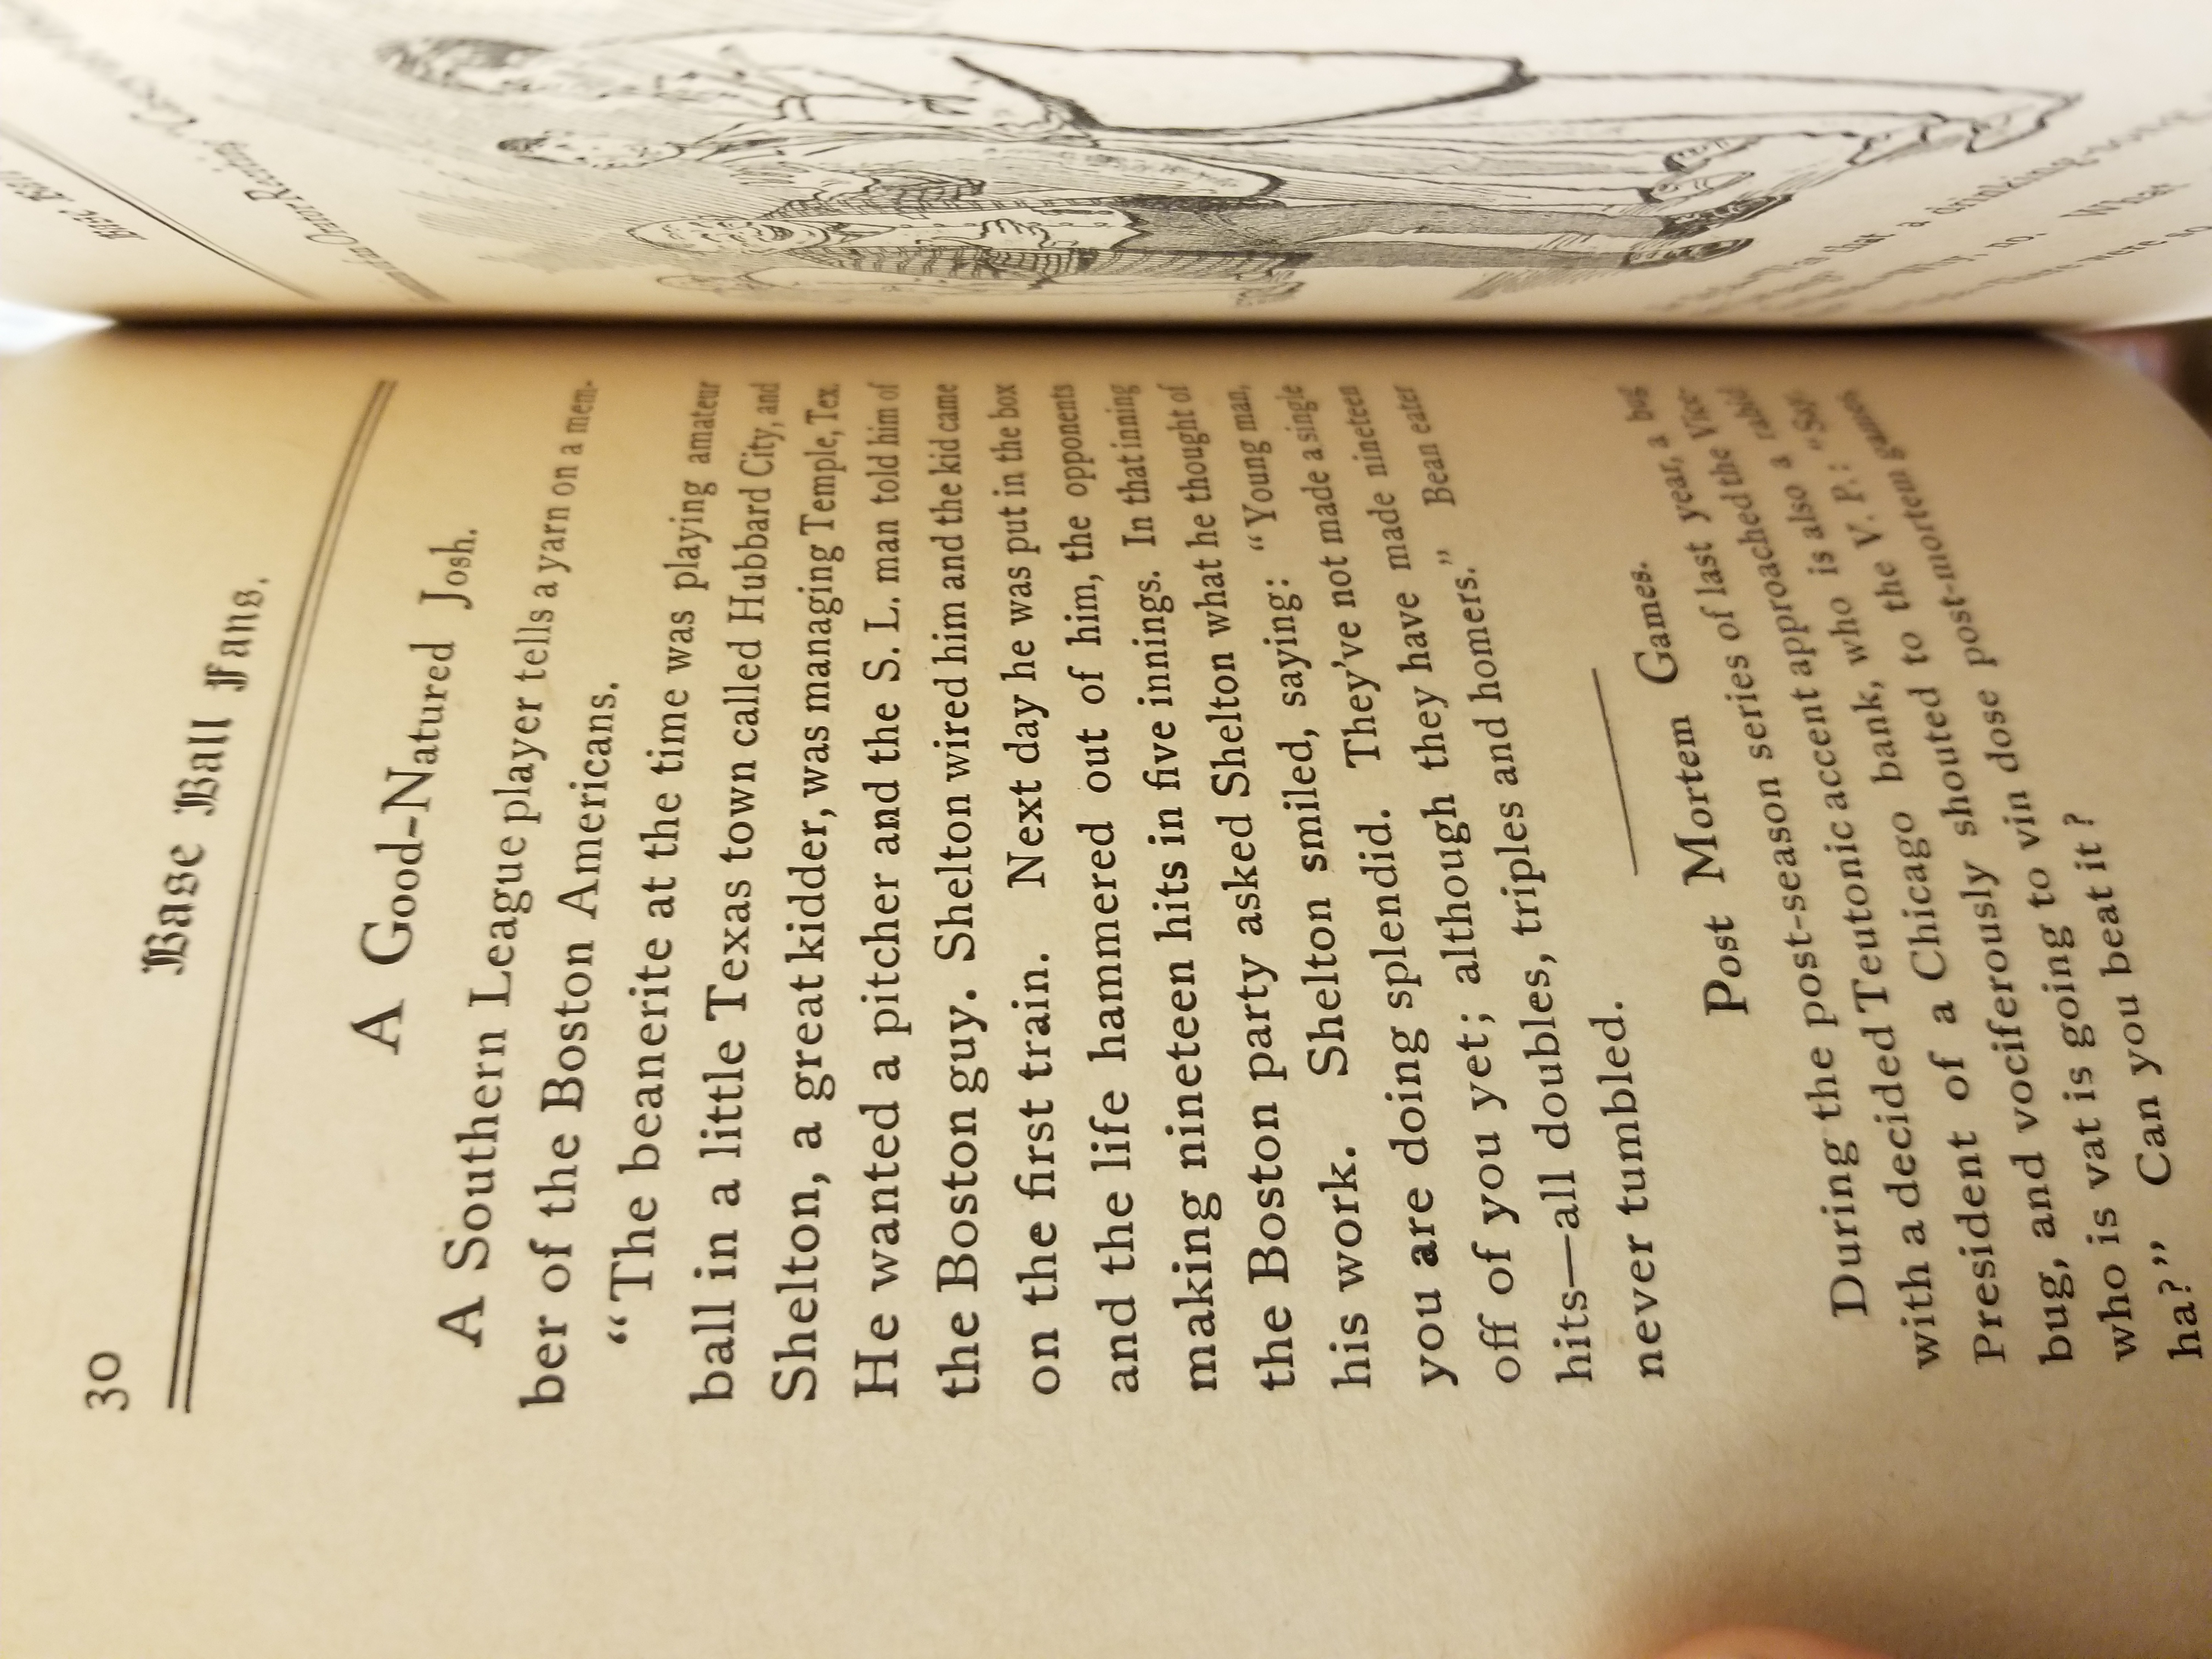 30
Base Ball Fans.
A Good-Natured Josh.
A Southern League player tells a yarn on a mem-
ber of the Boston Americans.
“The beanerite at the time was playing amateur
ball in a little Texas town called Hubbard City, and
Shelton, a great kidder, was managing Temple, Tex.
He wanted a pitcher and the S. L. man told him of
the Boston guy. Shelton wired him and the kid came
on the first train. Next day he was put in the box
and the life hammered out of him, the opponents
making nineteen hits in five innings. In that inning
the Boston party asked Shelton what he thought of
his work. Shelton smiled, saying: “Young man,
you are doing splendid. They’ve not made a single
off of you yet; although they have made nineteen
hits—all doubles, triples and homers.” Bean eater
never tumbled.
Post Mortem Games.
During the post-season series of last year, a bug
with a decided Teutonic accent approached the Vice-
President of a Chicago bank, who is also a rabid
bug, and vociferously shouted to the V. P.: “Say
who is vat is going to vin dose post-mortem games
ha?” Can you beat it?